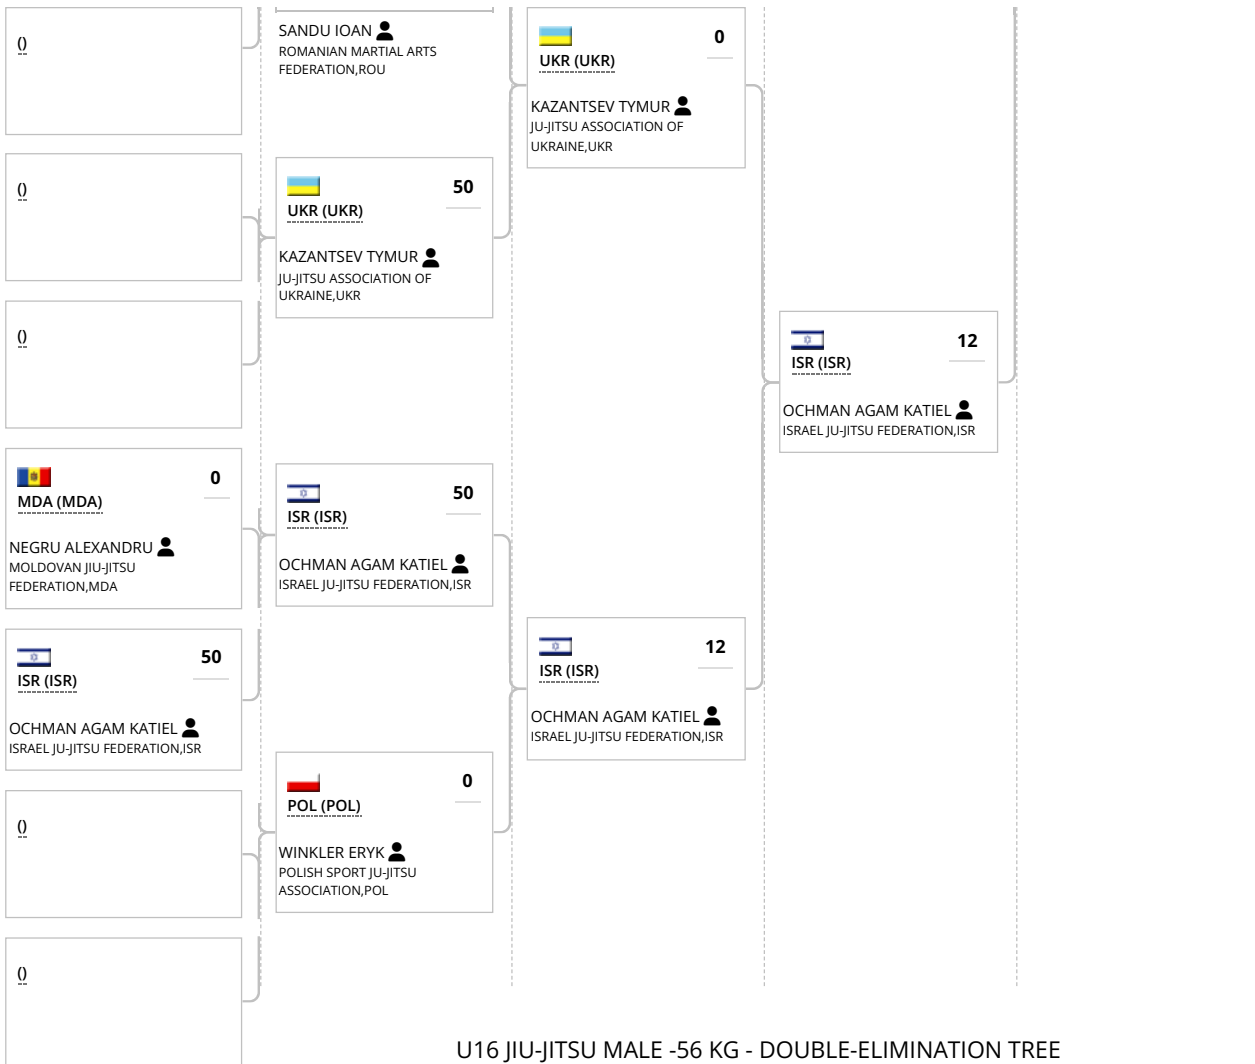 ()
SANDU IOAN
ROMANIAN MARTIAL ARTS
FEDERATION,ROU
()
UKR (UKR)
50
KAZANTSEV TYMUR
JU-JITSU ASSOCIATION OF
UKRAINE,UKR
()
MDA (MDA)
0
NEGRU ALEXANDRU
MOLDOVAN JIU-JITSU
FEDERATION,MDA
ISR (ISR)
50
OCHMAN AGAM KATIEL
ISRAEL JU-JITSU FEDERATION,ISR
ISR (ISR)
50
OCHMAN AGAM KATIEL
ISRAEL JU-JITSU FEDERATION,ISR
()
POL (POL)
0
WINKLER ERYK
POLISH SPORT JU-JITSU
ASSOCIATION,POL
()
UKR (UKR)
0
KAZANTSEV TYMUR
JU-JITSU ASSOCIATION OF
UKRAINE,UKR
ISR (ISR)
12
OCHMAN AGAM KATIEL
ISRAEL JU-JITSU FEDERATION,ISR
ISR (ISR)
12
OCHMAN AGAM KATIEL
ISRAEL JU-JITSU FEDERATION,ISR
U16 JIU-JITSU MALE -56 KG - DOUBLE-ELIMINATION TREE